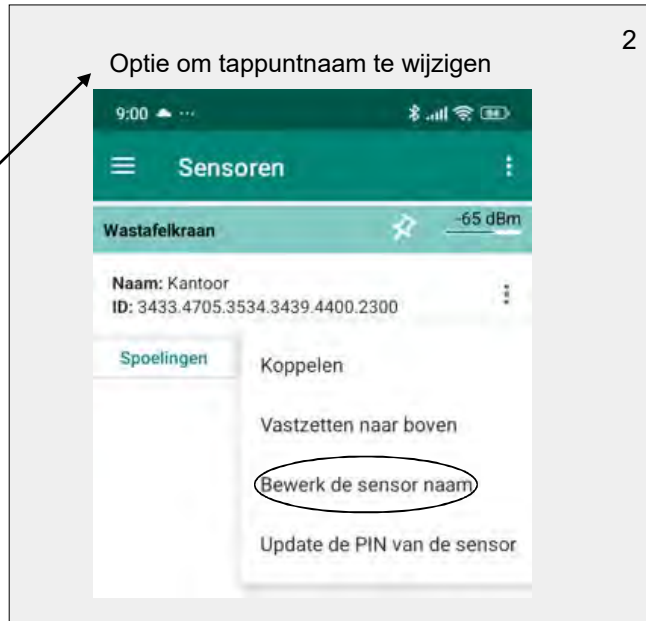 2
Optie om tappuntnaam te wijzigen
9:00
Sensoren
Wastafelkraan -65 dBm
Naam: Kantoor
ID: 3433.4705.3534.3439.4400.2300
Spoelingen
Koppelen
Vastzetten naar boven
Bewerk de sensor naam
Update de PIN van de sensor